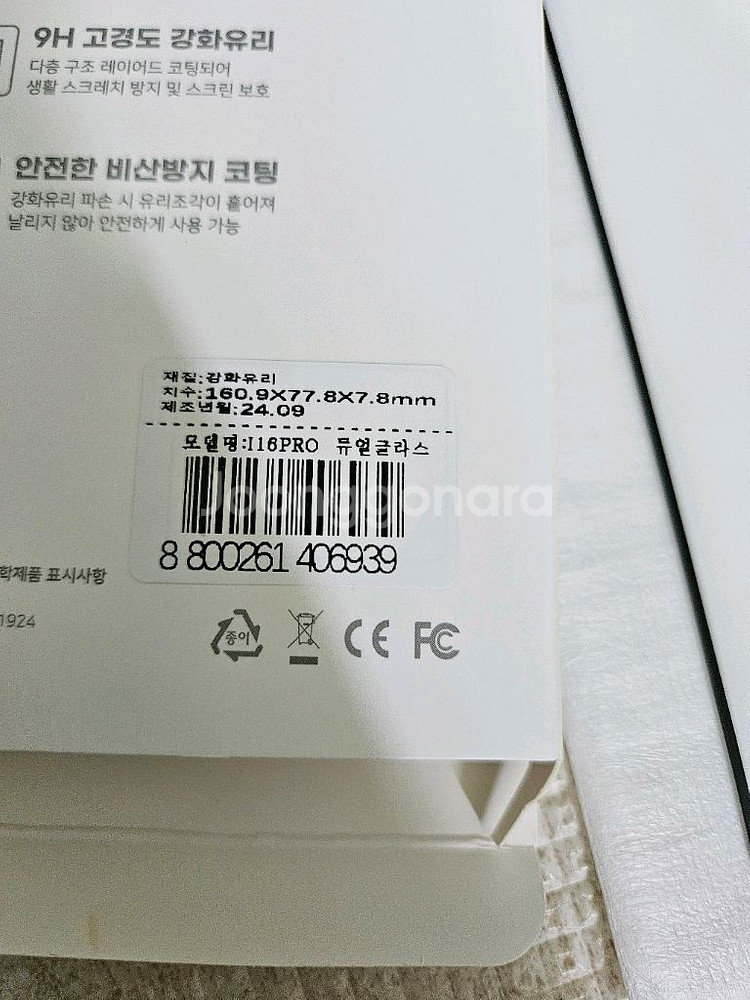 9H 고경도 강화유리
다층 구조 레이어드 코팅되어
생활 스크레치 방지 및 스크린 보호
안전한 비산방지 코팅
강화유리 파손 시 유리조각이 흩어져
날리지 않아 안전하게 사용 가능
재질:강화유리
치수:160.9X77.8X7.8mm
제조년월:24.09
모델명:I16PRO 듀얼글라스
Joonggonara
8 800261 406939
학제품 표시사항
1924
종이
CE FC